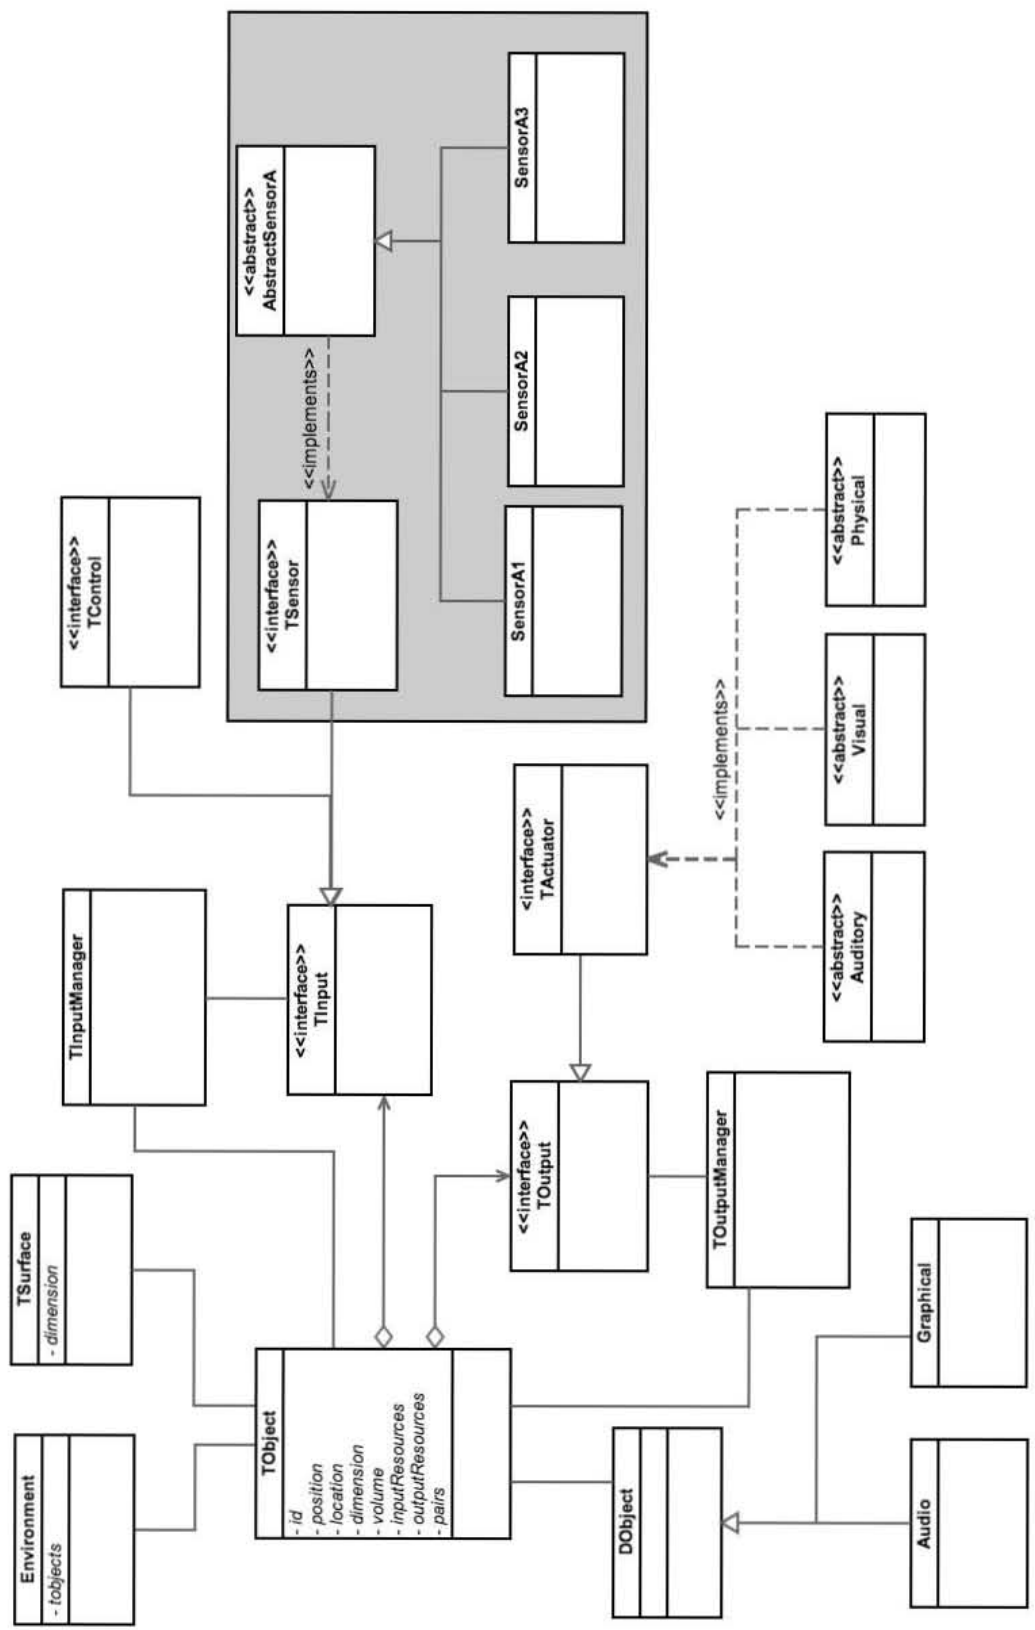 Environment
- tobjects
TSurface
- dimension
TInputManager
<<interface>>
TControl
TObject
- id
- position
- location
- dimension
- volume
- inputResources
- outputResources
- pairs
<<interface>>
TInput
<<interface>>
TSensor
<<implements>>
<<abstract>>
AbstractSensorA
SensorA1
SensorA2
SensorA3
<<interface>>
TOutput
<interface>>
TActuator
DObject
TOutputManager
<<implements>>
<<abstract>>
Auditory
<<abstract>>
Visual
<<abstract>>
Physical
Audio
Graphical